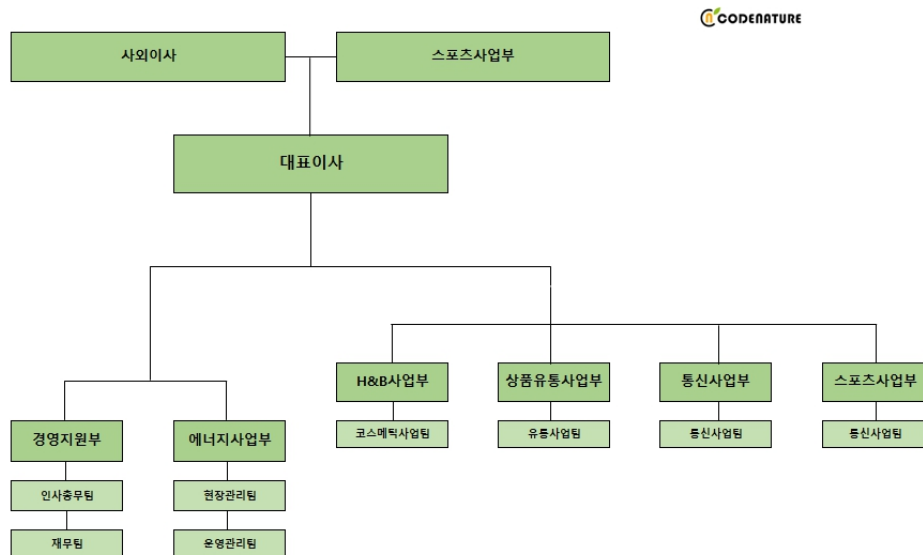 CODENATURE
사외이사
스포츠사업부
대표이사
H&B사업부
상품유통사업부
통신사업부
스포츠사업부
코스메틱사업팀
유통사업팀
통신사업팀
통신사업팀
경영지원부
에너지사업부
인사총무팀
현장관리팀
재무팀
운영관리팀